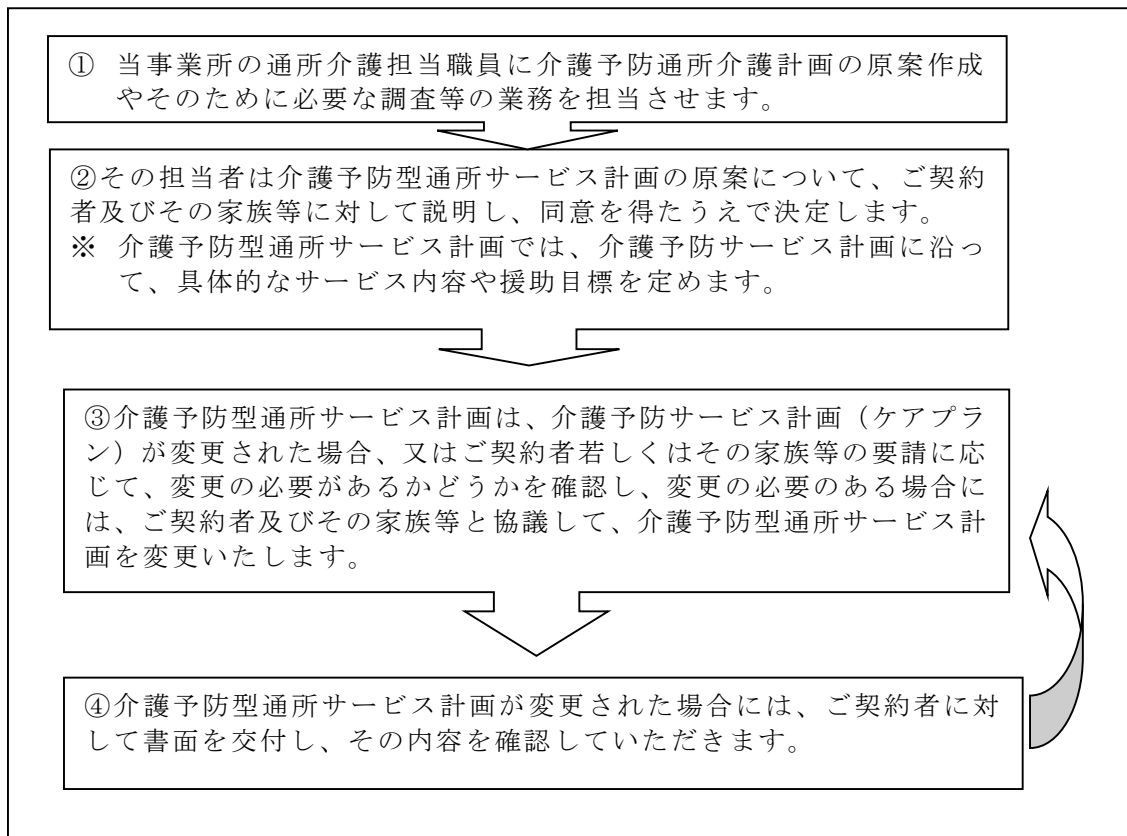 ① 当事業所の通所介護担当職員に介護予防通所介護計画の原案作成
やそのために必要な調査等の業務を担当させます。
②その担当者は介護予防型通所サービス計画の原案について、ご契約
者及びその家族等に対して説明し、同意を得たうえで決定します。
※ 介護予防型通所サービス計画では、介護予防サービス計画に沿っ
て、具体的なサービス内容や援助目標を定めます。
③介護予防型通所サービス計画は、介護予防サービス計画（ケアプラ
ン）が変更された場合、又はご契約者若しくはその家族等の要請に応
じて、変更の必要があるかどうかを確認し、変更の必要のある場合に
は、ご契約者及びその家族等と協議して、介護予防型通所サービス計
画を変更いたします。
④介護予防型通所サービス計画が変更された場合には、ご契約者に対
して書面を交付し、その内容を確認していただきます。